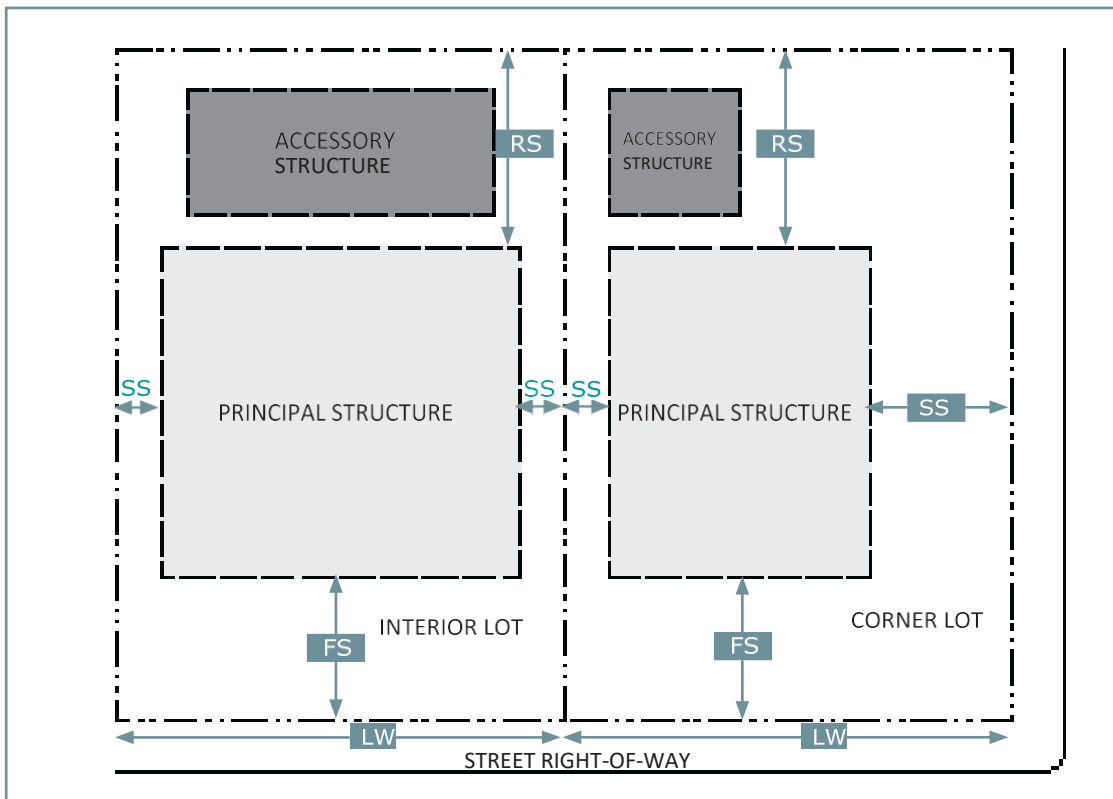 ACCESSORY
STRUCTURE
RS
ACCESSORY
STRUCTURE
RS
SS
PRINCIPAL STRUCTURE
SS
SS
PRINCIPAL STRUCTURE
SS
INTERIOR LOT
FS
CORNER LOT
FS
LW
LW
STREET RIGHT-OF-WAY